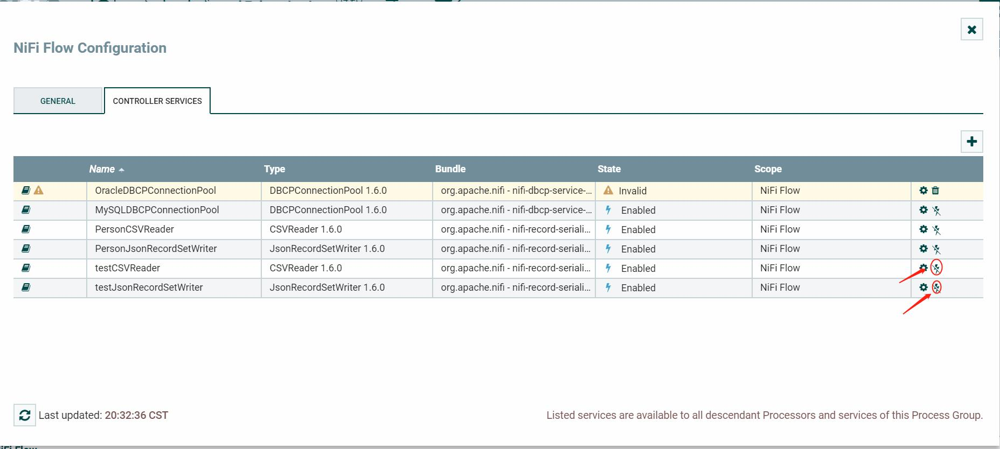 NiFi Flow Configuration
GENERAL CONTROLLER SERVICES
Name Type Bundle State Scope
OracleDBCPConnectionPool DBCPConnectionPool 1.6.0 org.apache.nifi - nifi-dbcp-service-... Invalid NiFi Flow
MySQLDBCPConnectionPool DBCPConnectionPool 1.6.0 org.apache.nifi - nifi-dbcp-service-... Enabled NiFi Flow
PersonCSVReader CSVReader 1.6.0 org.apache.nifi - nifi-record-seriali... Enabled NiFi Flow
PersonJsonRecordSetWriter JsonRecordSetWriter 1.6.0 org.apache.nifi - nifi-record-seriali... Enabled NiFi Flow
testCSVReader CSVReader 1.6.0 org.apache.nifi - nifi-record-seriali... Enabled NiFi Flow
testJsonRecordSetWriter JsonRecordSetWriter 1.6.0 org.apache.nifi - nifi-record-seriali... Enabled NiFi Flow
Last updated: 20:32:36 CST Listed services are available to all descendant Processors and services of this Process Group.